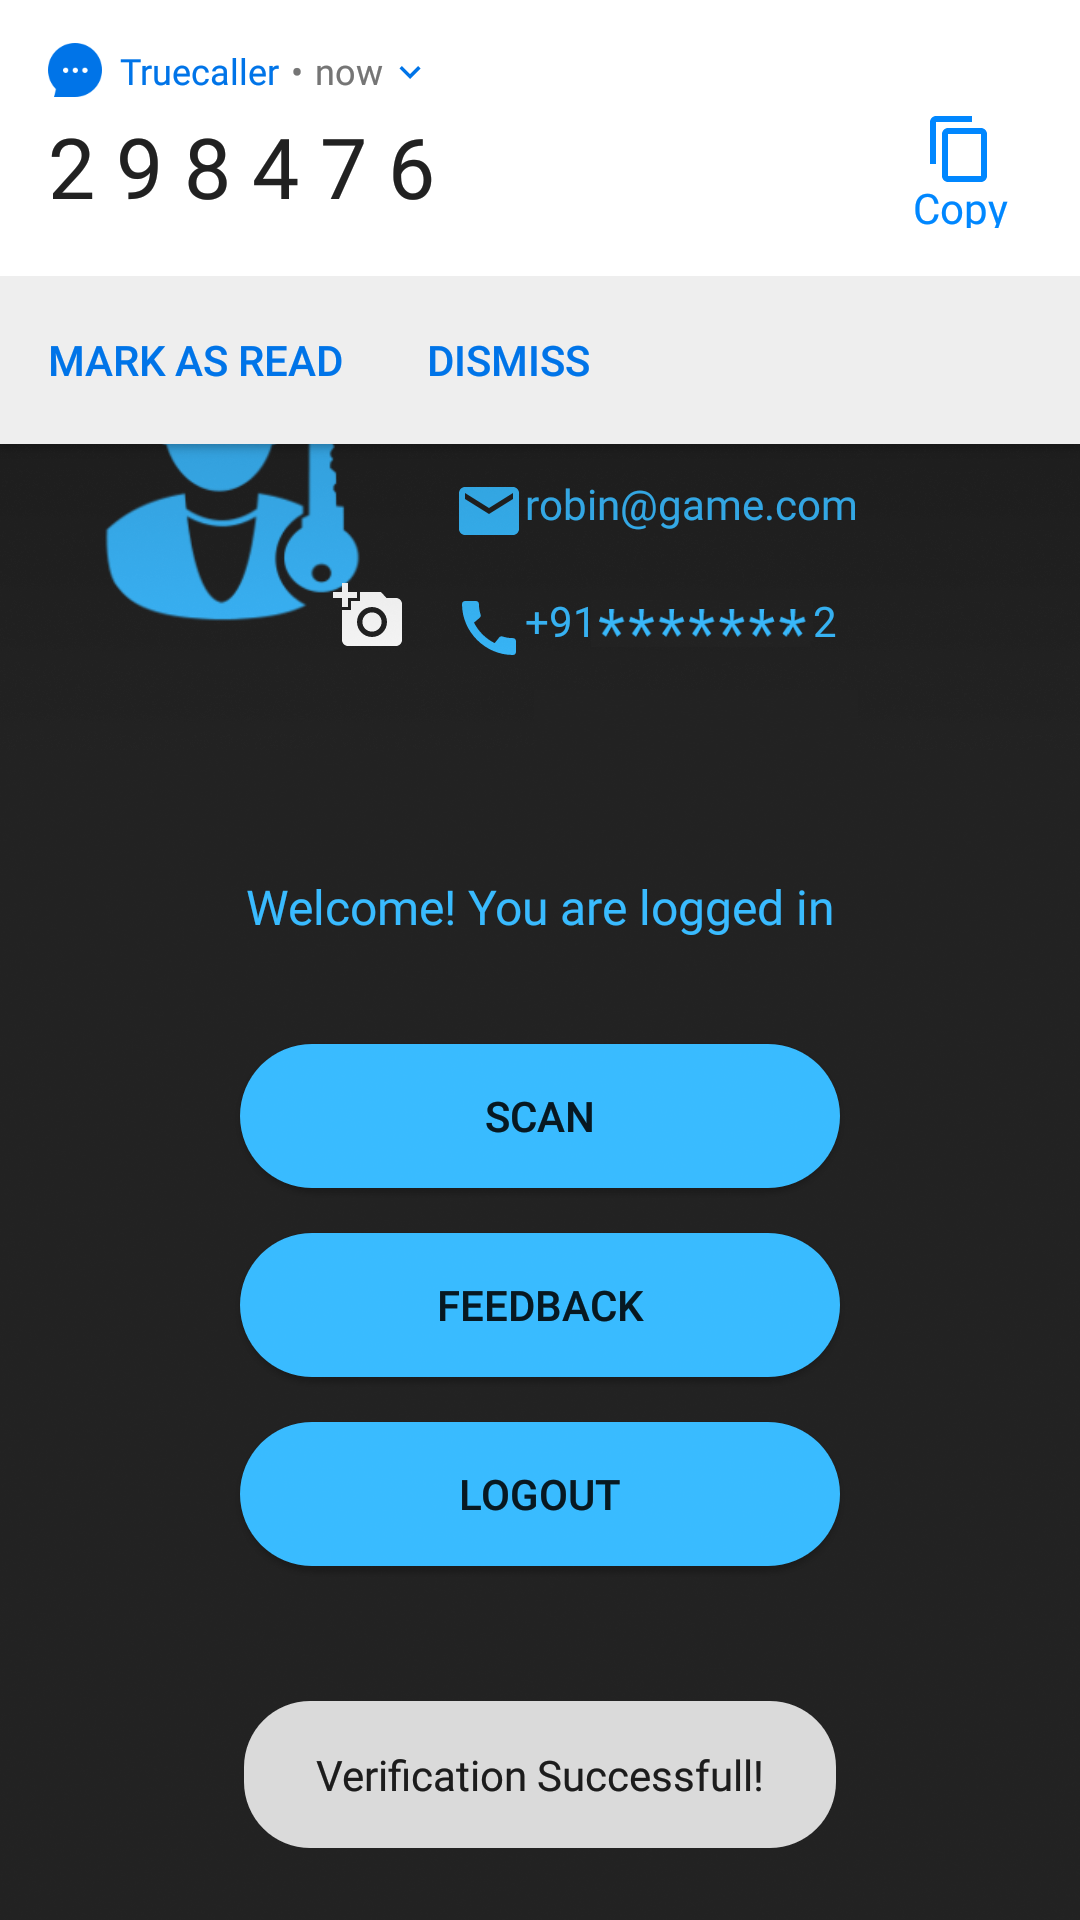 Truecaller • now
2 9 8 4 7 6
Copy
MARK AS READ DISMISS
robin@game.com
+91*******2
Welcome! You are logged in
SCAN
FEEDBACK
LOGOUT
Verification Successfull!